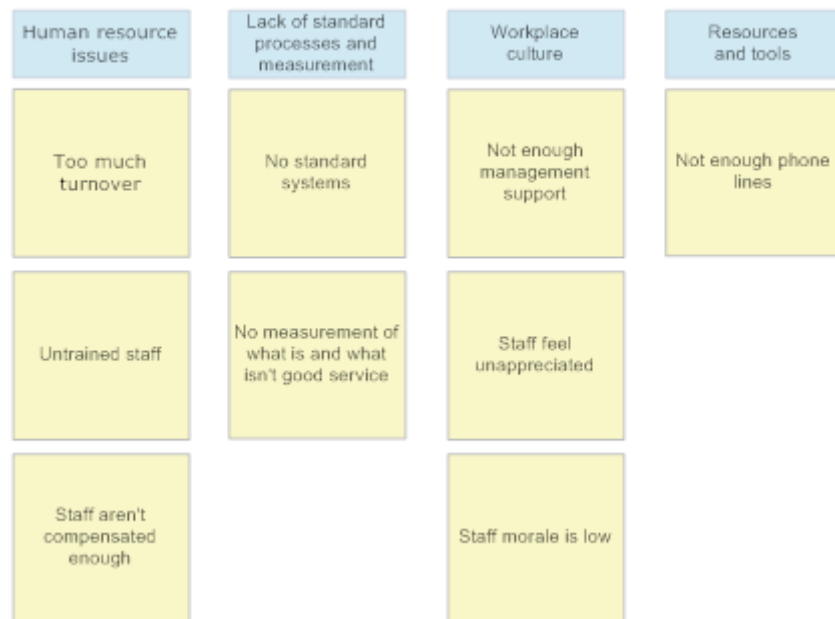 Human resource
issues
Lack of standard
processes and
measurement
Workplace
culture
Resources
and tools
Too much
turnover
No standard
systems
Not enough
management
support
Not enough phone
lines
Untrained staff
No measurement of
what is and what
isn't good service
Staff feel
unappreciated
Staff aren't
compensated
enough
Staff morale is low